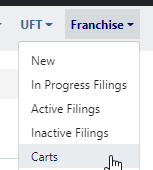 UFT Franchise
New
In Progress Filings
Active Filings
Inactive Filings
Carts